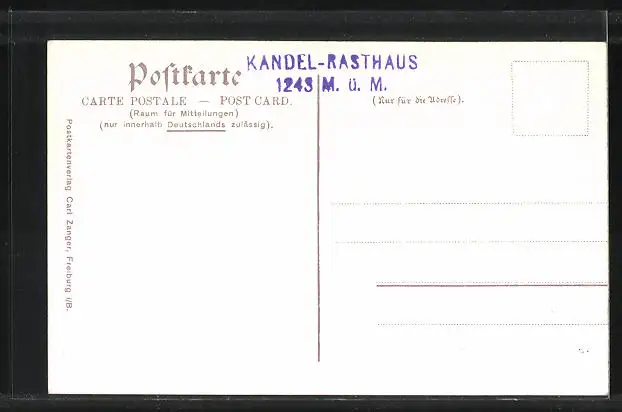 Postkarte
CARTE POSTALE — POST CARD.
(Raum für Mitteilungen)
(nur innerhalb Deutschlands zulässig).
KANDEL-RASTHAUS
1243 M. ü. M.
(Nur für die Adresse).
Postkartenverlag Carl Zanger, Freiburg i/B.